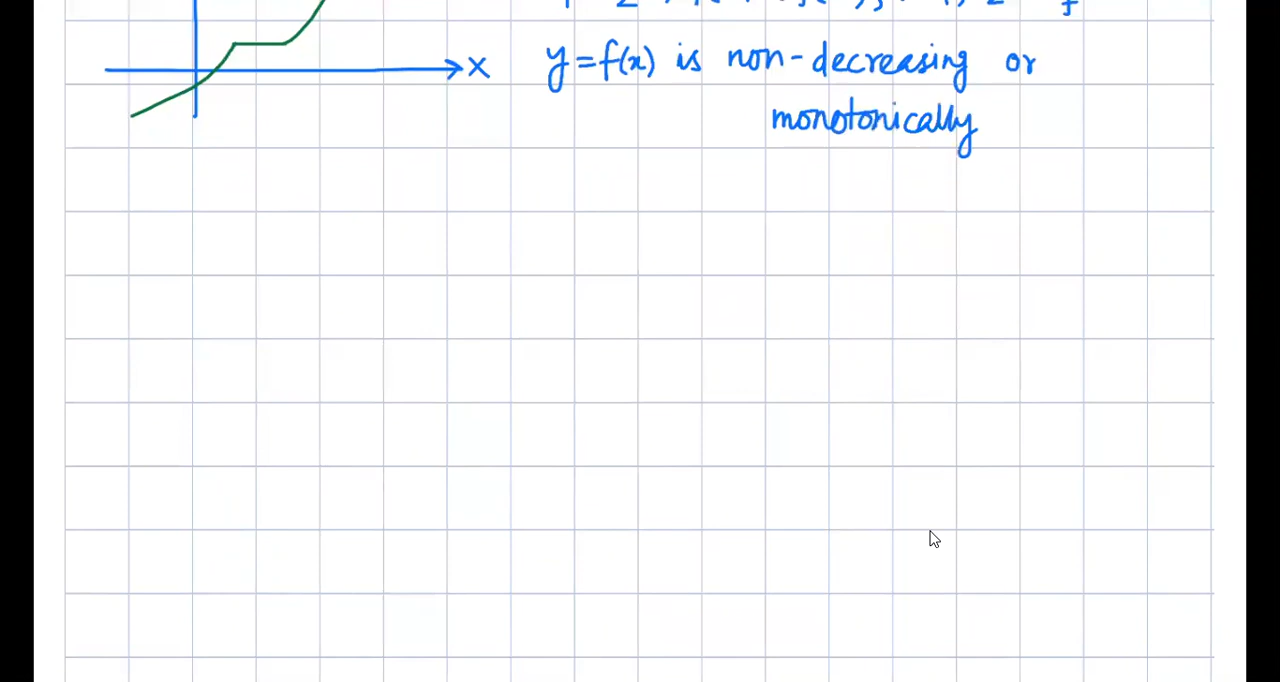 X
y=f(x) is non-decreasing or
monotonically